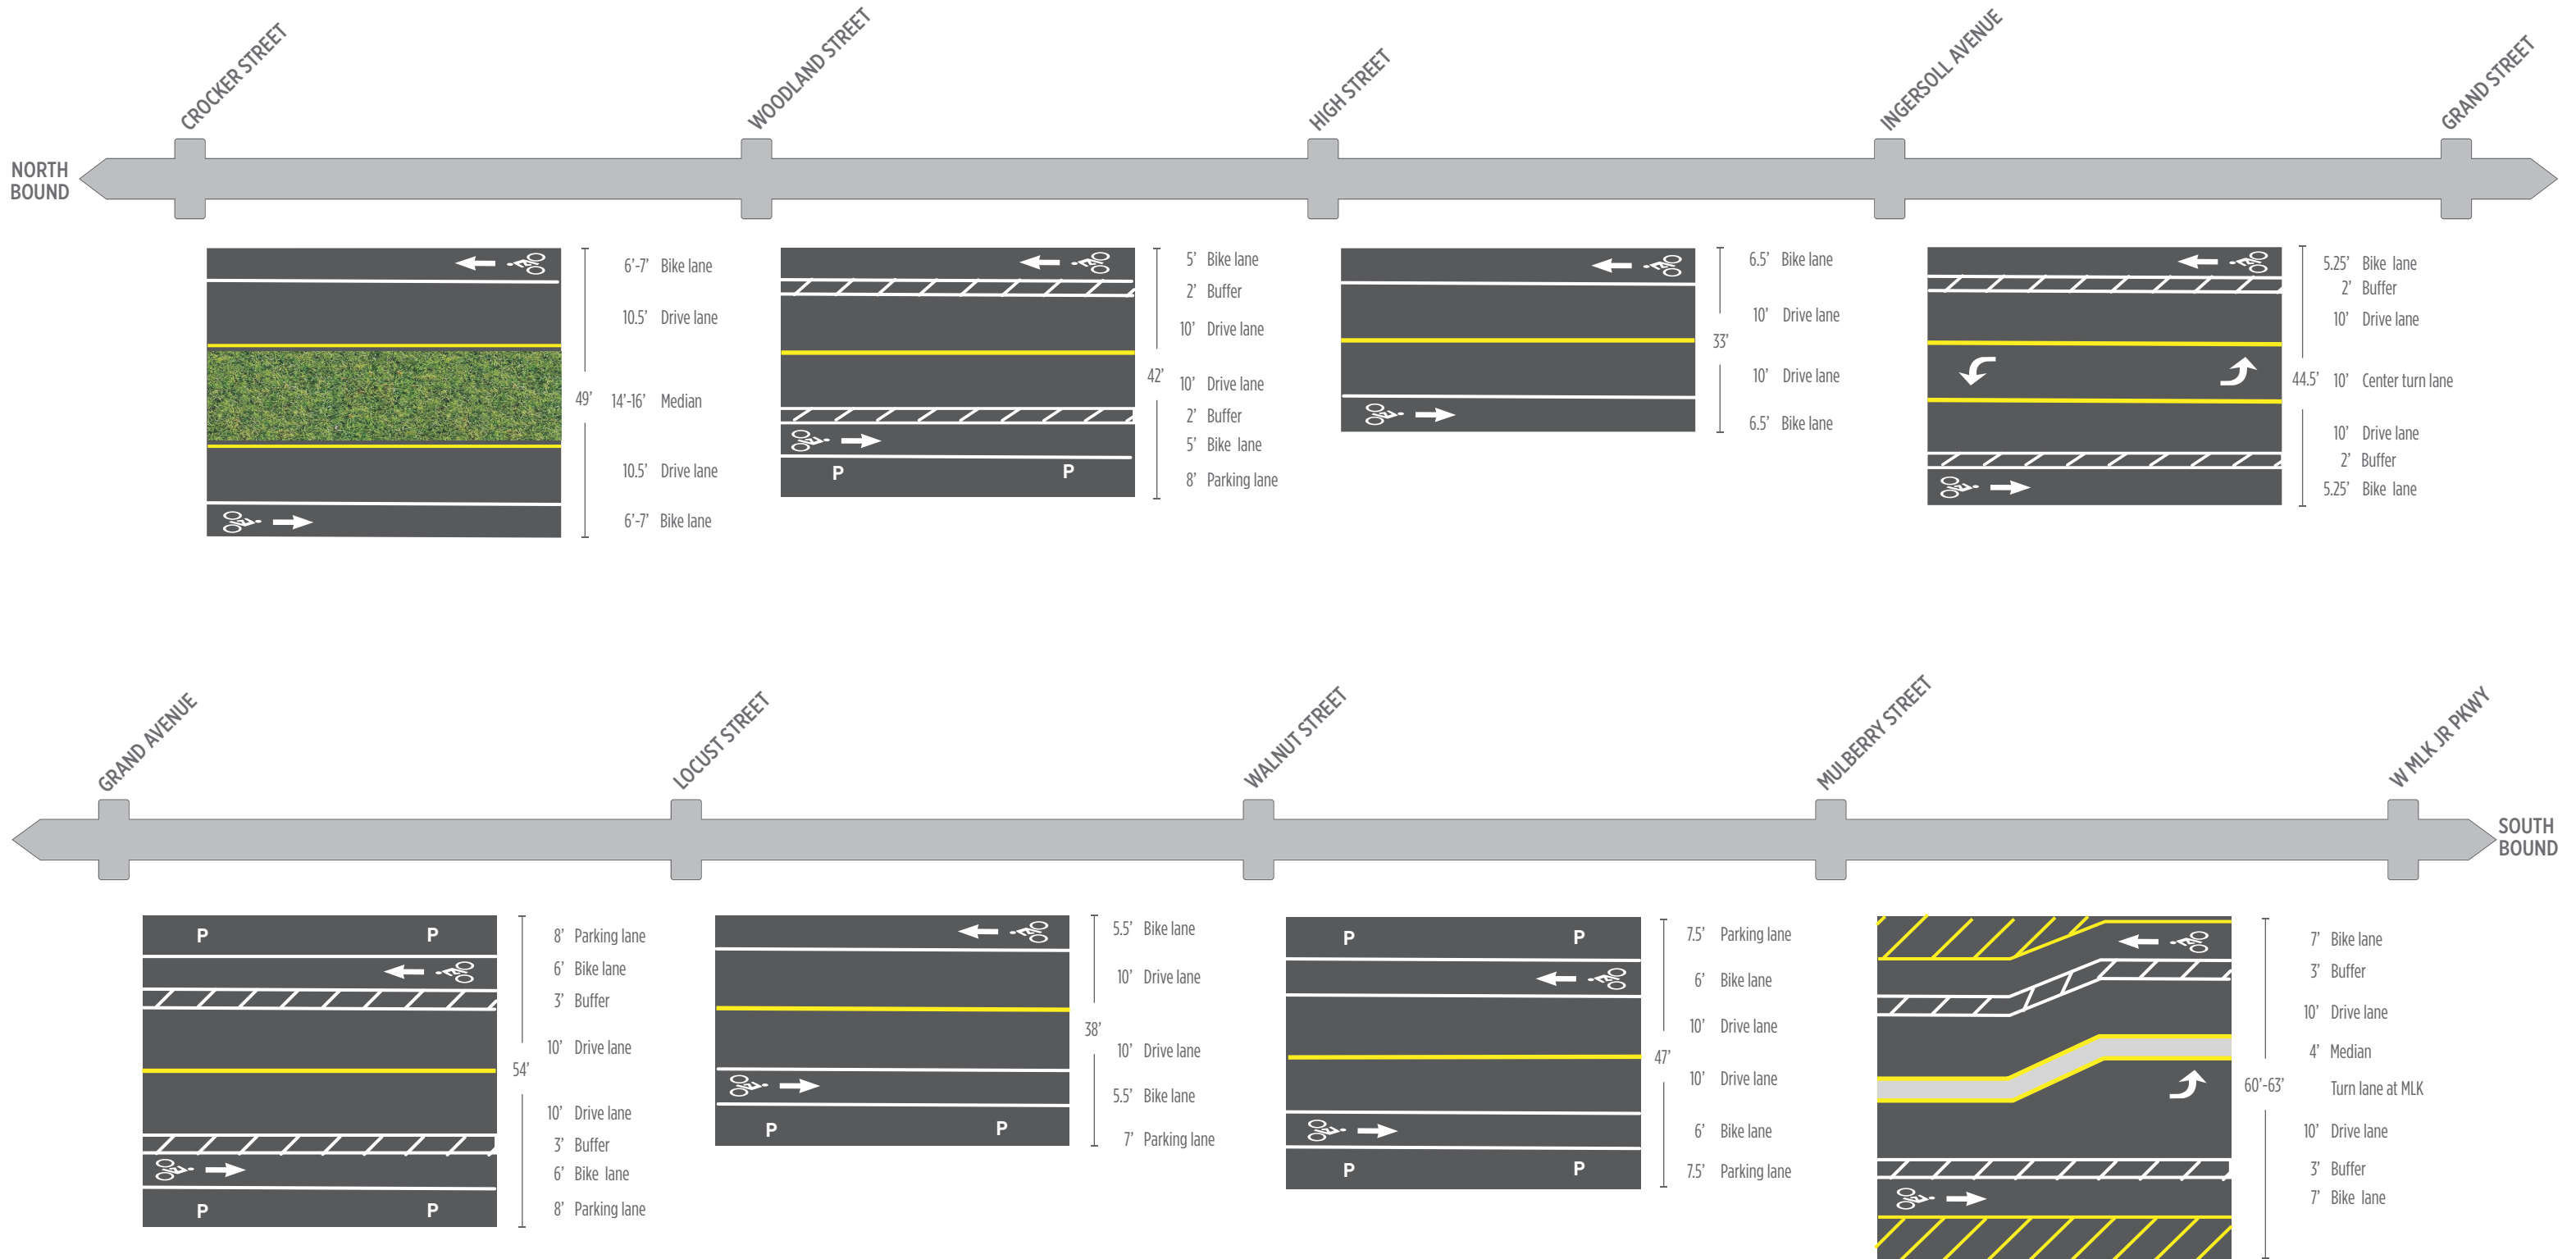 CROCKER STREET
WOODLAND STREET
HIGH STREET
INGERSOLL AVENUE
GRAND STREET
NORTH
BOUND
6'-7' Bike lane
10.5' Drive lane
49' 14'-16' Median
10.5' Drive lane
6'-7' Bike lane
5' Bike lane
2' Buffer
10' Drive lane
42'
10' Drive lane
2' Buffer
5' Bike lane
8' Parking lane
P P
6.5' Bike lane
10' Drive lane
33'
10' Drive lane
6.5' Bike lane
5.25' Bike lane
2' Buffer
10' Drive lane
44.5' 10' Center turn lane
10' Drive lane
2' Buffer
5.25' Bike lane
GRAND AVENUE
LOCUST STREET
WALNUT STREET
MULBERRY STREET
W MLK JR PKWY
SOUTH
BOUND
P P
8' Parking lane
6' Bike lane
3' Buffer
10' Drive lane
54'
10' Drive lane
3' Buffer
6' Bike lane
P P
8' Parking lane
5.5' Bike lane
10' Drive lane
38'
10' Drive lane
5.5' Bike lane
P P
7' Parking lane
P P
7.5' Parking lane
6' Bike lane
10' Drive lane
47'
10' Drive lane
6' Bike lane
P P
7.5' Parking lane
7' Bike lane
3' Buffer
10' Drive lane
4' Median
60'-63'
Turn lane at MLK
10' Drive lane
3' Buffer
7' Bike lane